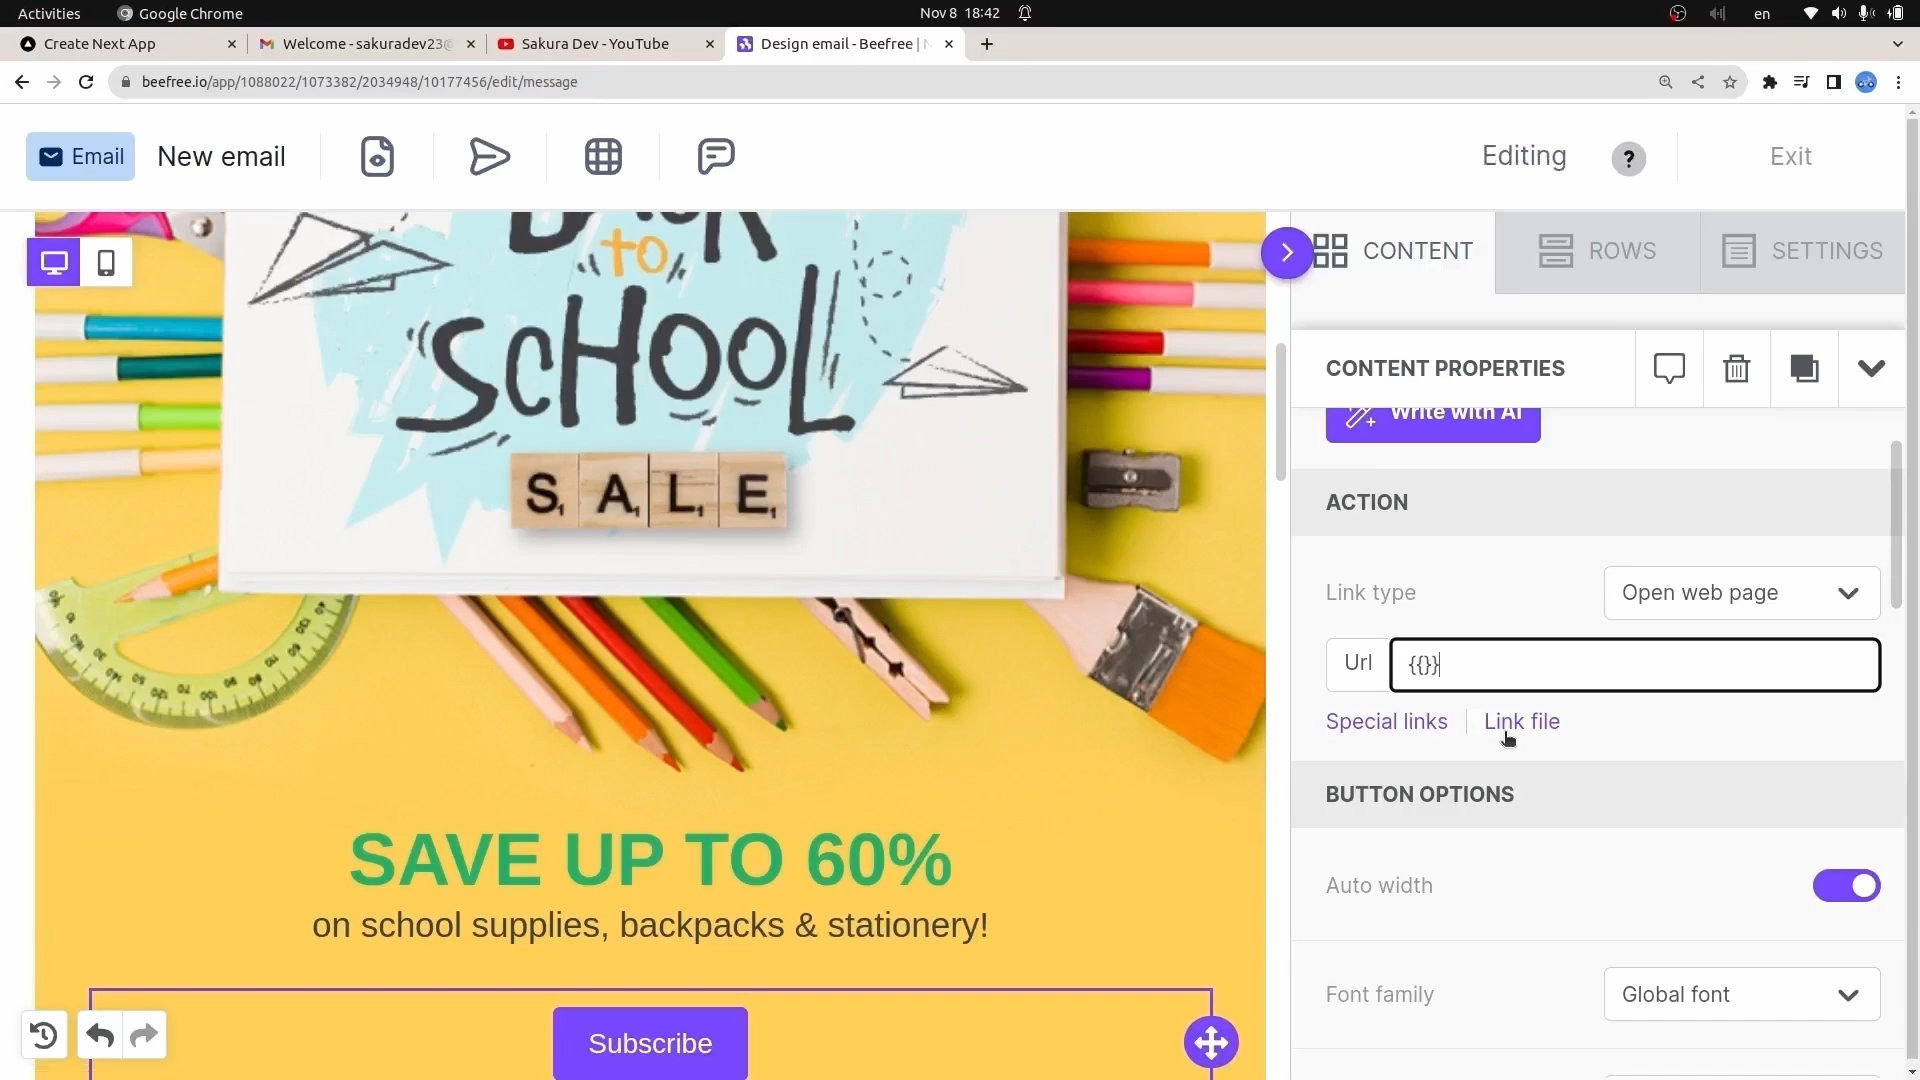 Activities
Google Chrome
Nov 8 18:42
en
Create Next App
Welcome - sakuradev23@
Sakura Dev - YouTube
Design email - Beefree |
beefree.io/app/1088022/1073382/2034948/10177456/edit/message
Email
New email
Editing
?
Exit
BACK
to
SCHOOL
SALE
CONTENT
ROWS
SETTINGS
CONTENT PROPERTIES
Write with AI
ACTION
Link type
Open web page
Url
{{}}
Special links
Link file
BUTTON OPTIONS
Auto width
Font family
Global font
SAVE UP TO 60%
on school supplies, backpacks & stationery!
Subscribe